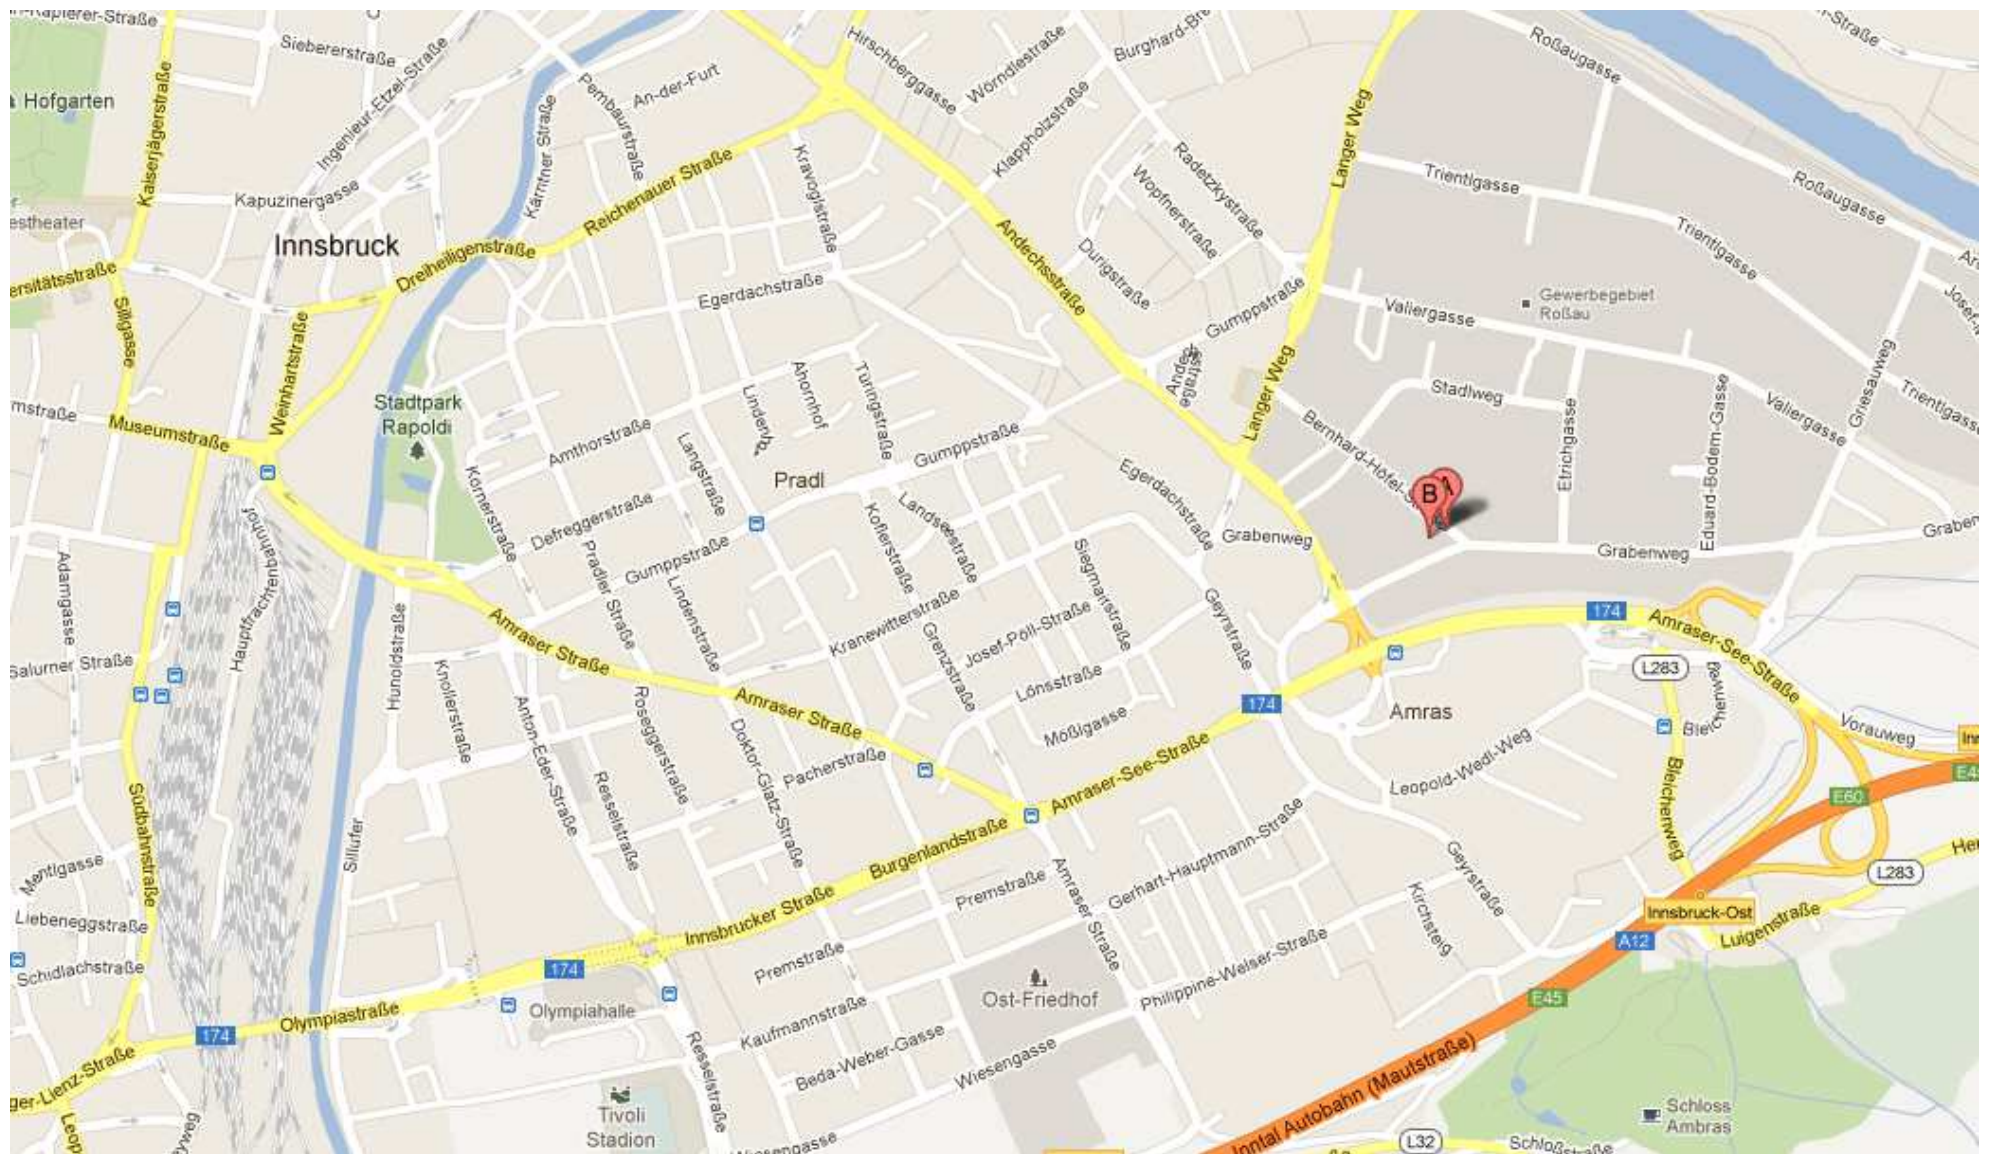 Siebererstraße
Hofgarten
Kaiserjägerstraße
Ingenieur-Etzel-Straße
Kapuzinergasse
Innsbruck
Kärntner Straße
Pembaurstraße
An-der-Furt
Reichenauer Straße
Dreiheiligenstraße
Kravoglstraße
Egerdachstraße
Hirschberggasse
Wörndlestraße
Klappholzstraße
Radetzkystraße
Wopfnerstraße
Durigstraße
Andechsstraße
Gumppstraße
Langer Weg
Langer Weg
Roßaugasse
Roßaugasse
Trientlgasse
Trientlgasse
Valiergasse
Valiergasse
Gewerbegebiet
Roßau
Stadlweg
Bernhard-Höfel-S
Etrichgasse
Eduard-Bodem-Gasse
Griesauweg
Grabenweg
Grabenweg
B
A
Sillgasse
Weinhartstraße
Museumstraße
Stadtpark
Rapoldi
Amthorstraße
Körnerstraße
Defreggerstraße
Langstraße
Ahornhof
Türingstraße
Pradl
Gumppstraße
Gumppstraße
Landseestraße
Koflerstraße
Egerdachstraße
Siegmairstraße
Geyrstraße
Adamgasse
Salurner Straße
Hauptfrachtenbahnhof
Hunoldstraße
Knollerstraße
Amraser Straße
Amraser Straße
Pradler Straße
Lindenstraße
Kranewitterstraße
Josef-Pöll-Straße
Grenzstraße
Lönsstraße
Mößlgasse
174
174
Amraser-See-Straße
Amraser-See-Straße
L283
Amras
Bleichenweg
Vorauweg
Leopold-Wedl-Weg
E60
Südbahnstraße
Sillufer
Anton-Eder-Straße
Roseggerstraße
Resselstraße
Doktor-Glatz-Straße
Pacherstraße
Burgenlandstraße
Innsbrucker Straße
Premstraße
Premstraße
Gerhart-Hauptmann-Straße
Amraser Straße
Philippine-Welser-Straße
Kirchsteig
Geyrstraße
L283
Innsbruck-Ost
A12
Luigenstraße
E45
Mentlgasse
Liebeneggstraße
Schidlachstraße
174
174
Olympiastraße
Olympiahalle
Ost-Friedhof
Kaufmannstraße
Beda-Weber-Gasse
Wiesengasse
Resselstraße
Tivoli
Stadion
Inntal Autobahn (Mautstraße)
Schloss
Ambras
L32
Schloßstraße